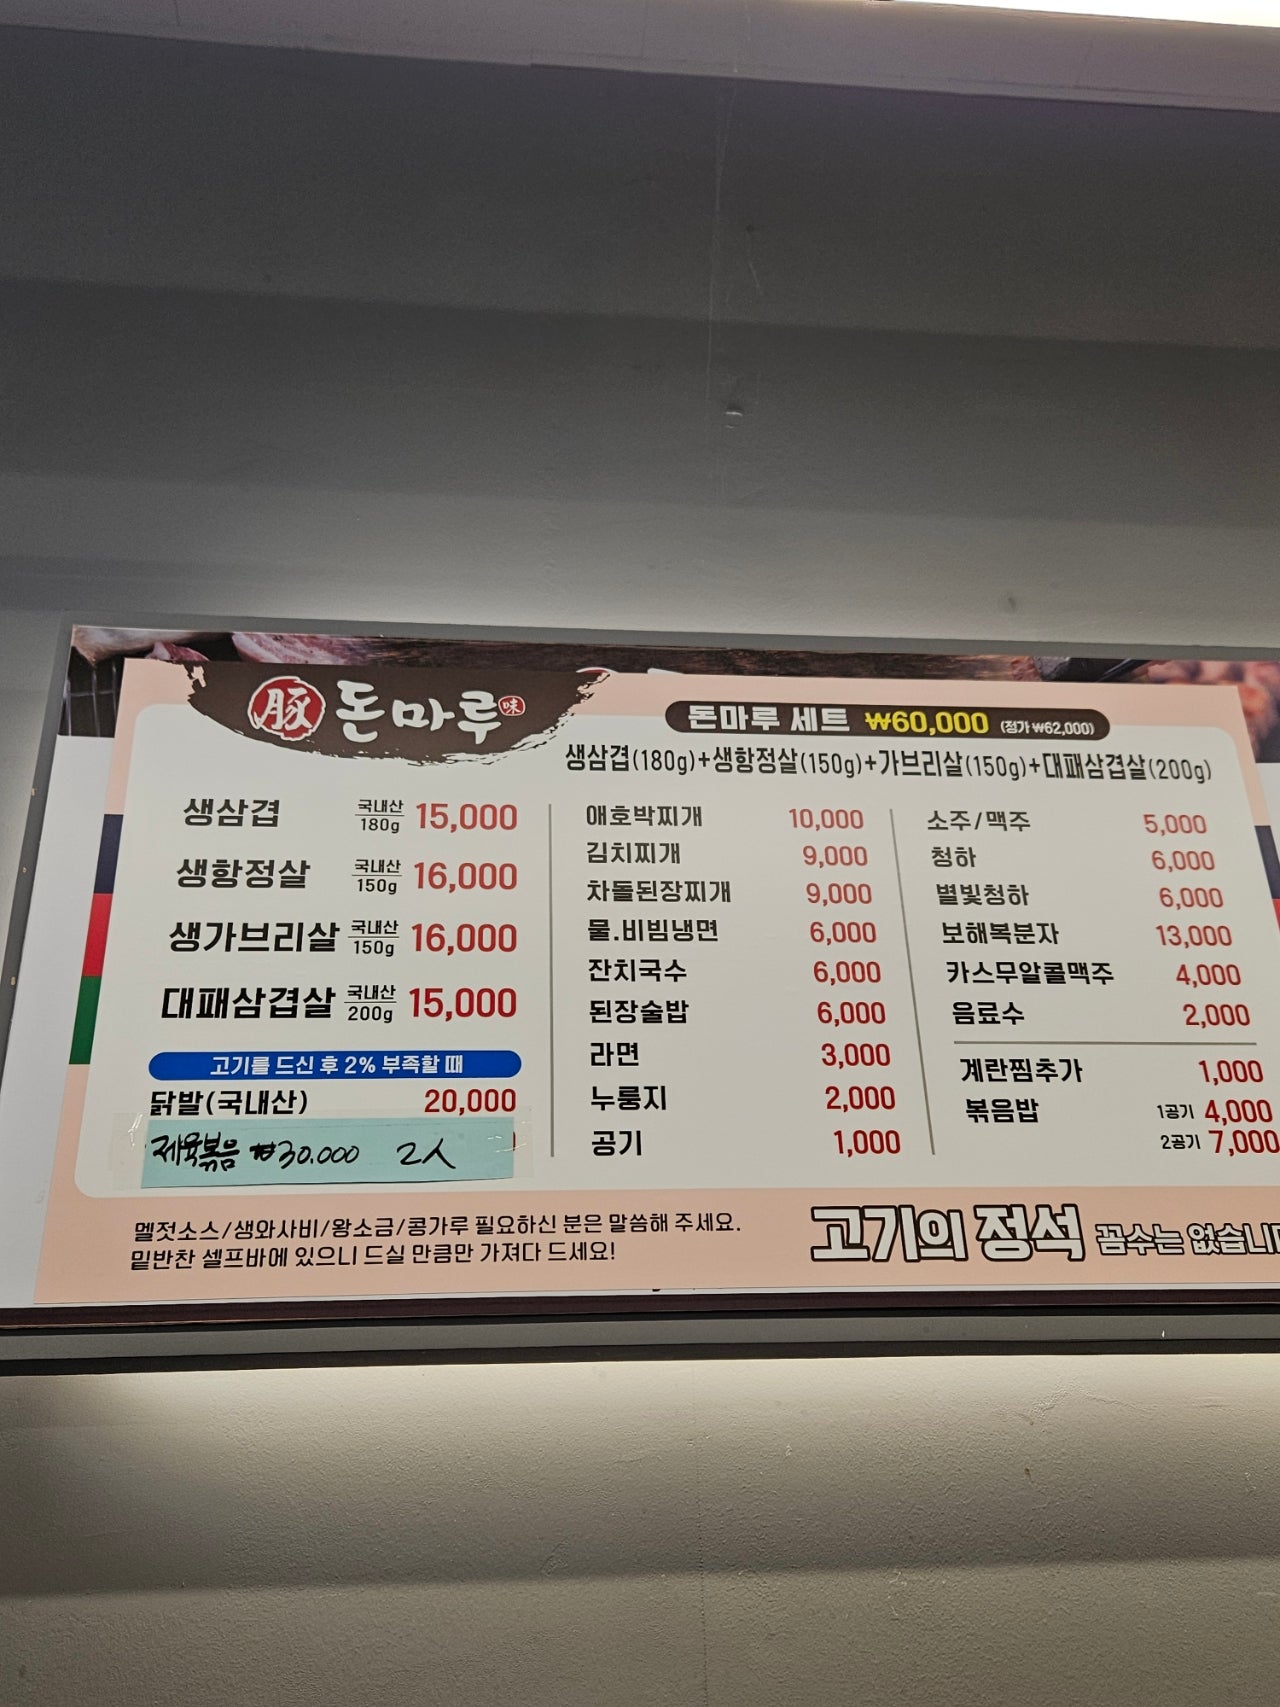 豚 돈마루 味
생삼겹 국내산 180g 15,000
생항정살 국내산 150g 16,000
생가브리살 국내산 150g 16,000
대패삼겹살 국내산 200g 15,000
고기를 드신 후 2% 부족할 때
닭발(국내산) 20,000
제육볶음 ₩30.000 2人
돈마루 세트 ₩60,000 (정가 ₩62,000)
생삼겹(180g)+생항정살(150g)+가브리살(150g)+대패삼겹살(200g)
애호박찌개 10,000
김치찌개 9,000
차돌된장찌개 9,000
물.비빔냉면 6,000
잔치국수 6,000
된장술밥 6,000
라면 3,000
누룽지 2,000
공기 1,000
소주/맥주 5,000
청하 6,000
별빛청하 6,000
보해복분자 13,000
카스무알콜맥주 4,000
음료수 2,000
계란찜추가 1,000
볶음밥 1공기 4,000
2공기 7,000
멜젓소스/생와사비/왕소금/콩가루 필요하신 분은 말씀해 주세요.
밑반찬 셀프바에 있으니 드실 만큼만 가져다 드세요!
고기의 정석 꼼수는 없습니